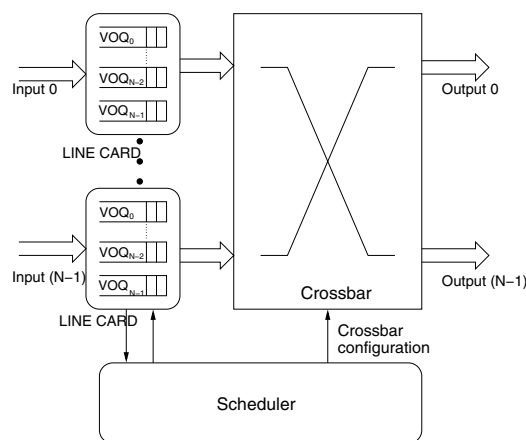 VOQ0
VOQN−2
VOQN−1
Input 0
Output 0
LINE CARD
VOQ0
VOQN−2
VOQN−1
Input (N−1)
Output (N−1)
Crossbar
LINE CARD
Crossbar
configuration
Scheduler